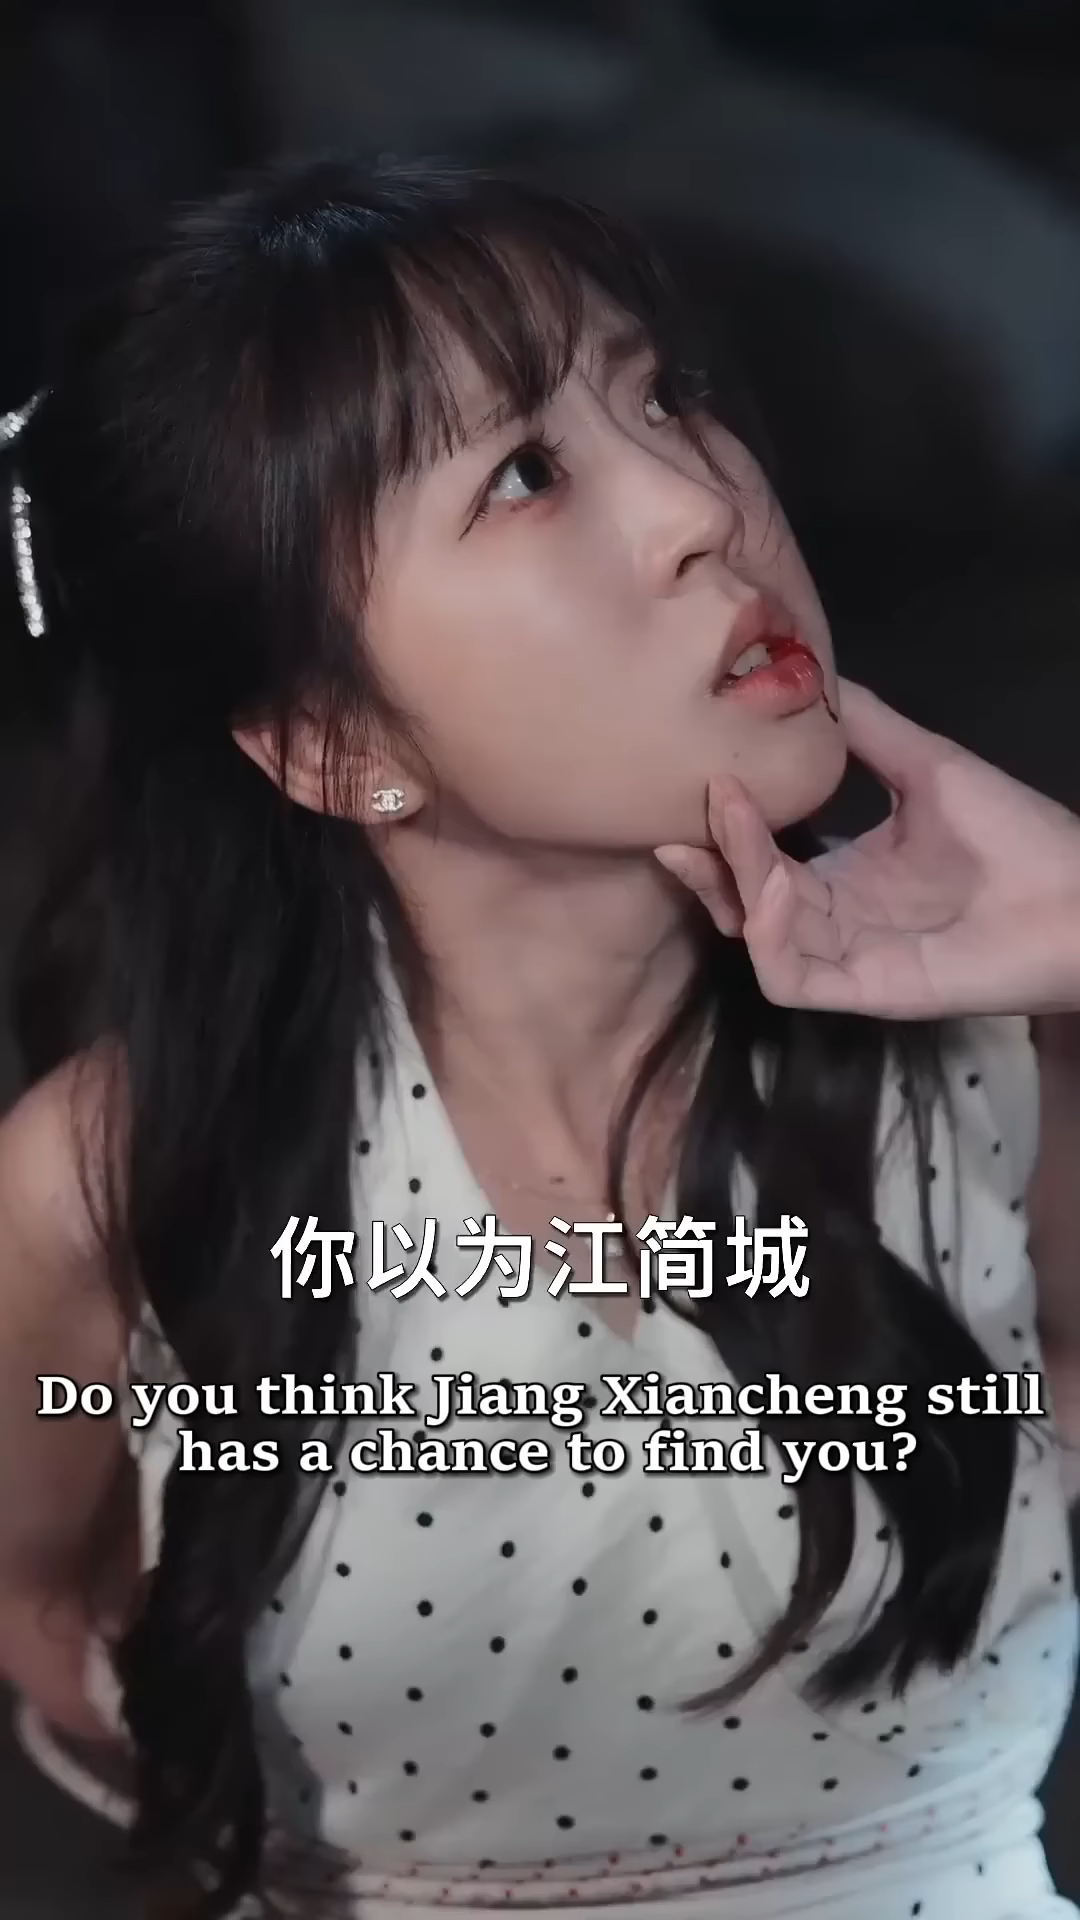 你以为江简城
Do you think Jiang Xiancheng still
has a chance to find you?